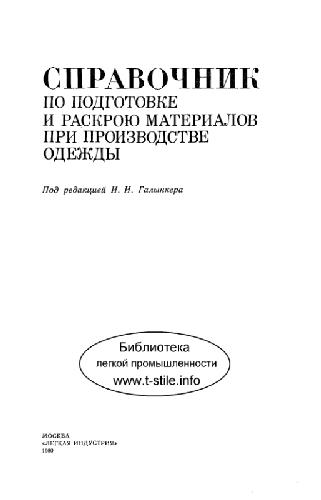 СПРАВОЧНИК
ПО ПОДГОТОВКЕ
И РАСКРОЮ МАТЕРИАЛОВ
ПРИ ПРОИЗВОДСТВЕ
ОДЕЖДЫ
Под редакцией И. И. Галынкера
Библиотека
легкой промышленности
www.t-stile.info
МОСКВА
«ЛЕГКАЯ ИНДУСТРИЯ»
1980